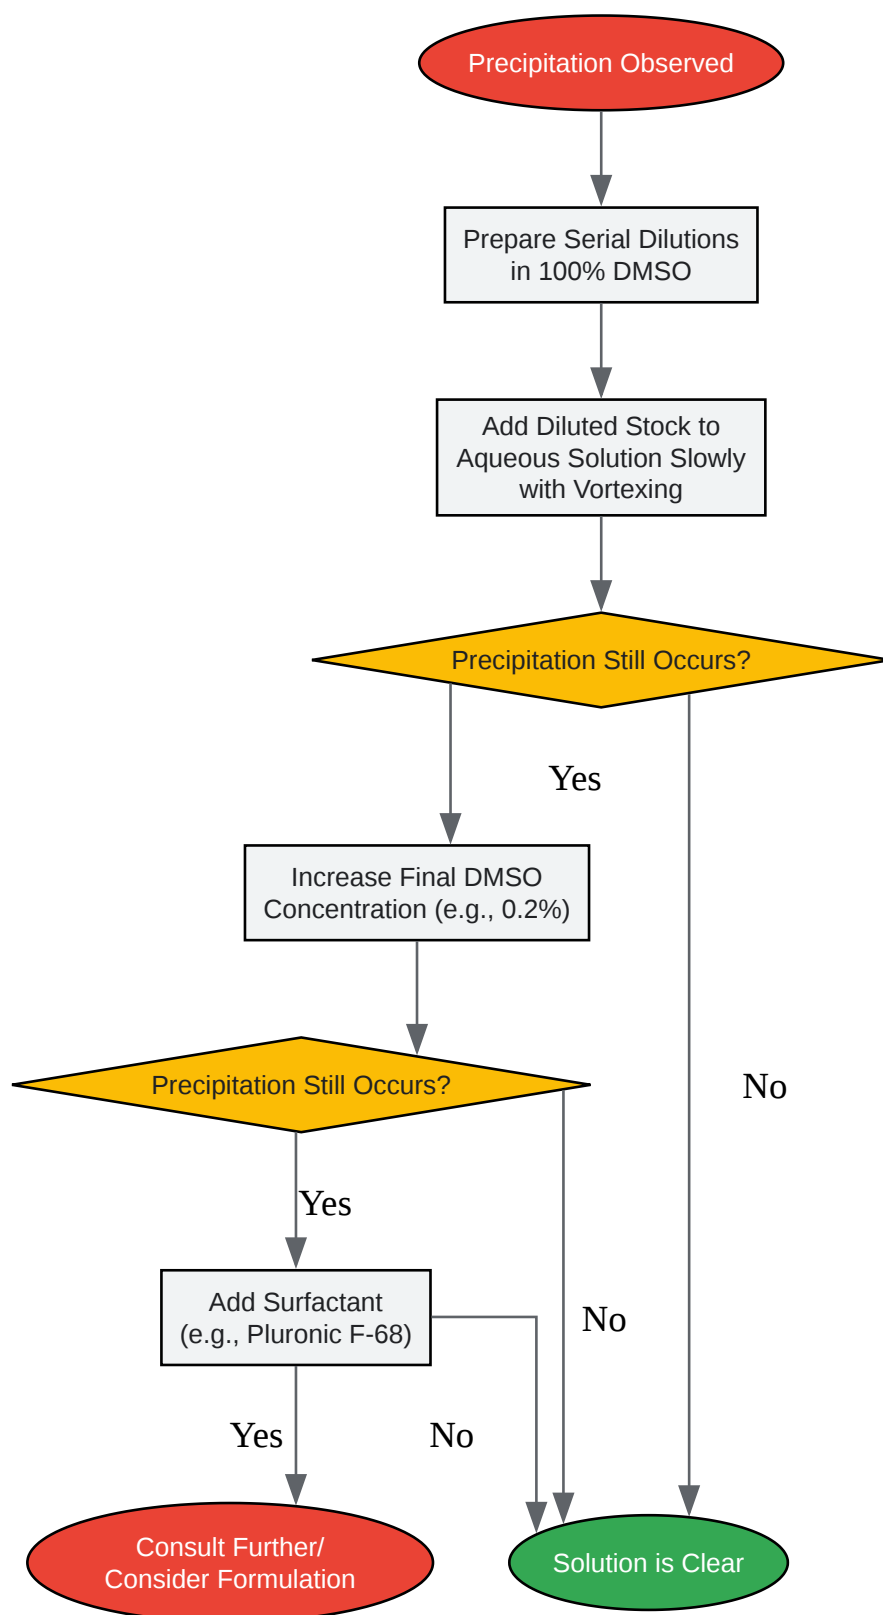 Precipitation Observed
Prepare Serial Dilutions
in 100% DMSO
Add Diluted Stock to
Aqueous Solution Slowly
with Vortexing
Precipitation Still Occurs?
Yes
Increase Final DMSO
Concentration (e.g., 0.2%)
Precipitation Still Occurs?
No
Yes
Add Surfactant
(e.g., Pluronic F-68)
No
Yes
No
Consult Further/
Consider Formulation
Solution is Clear